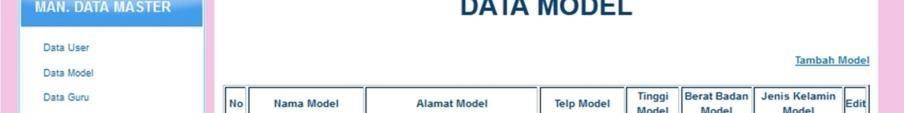 MAN. DATA MASTER
DATA MODEL
Data User
Data Model
Data Guru
Tambah Model
No Nama Model Alamat Model Telp Model Tinggi Model Berat Badan Model Jenis Kelamin Model Edit